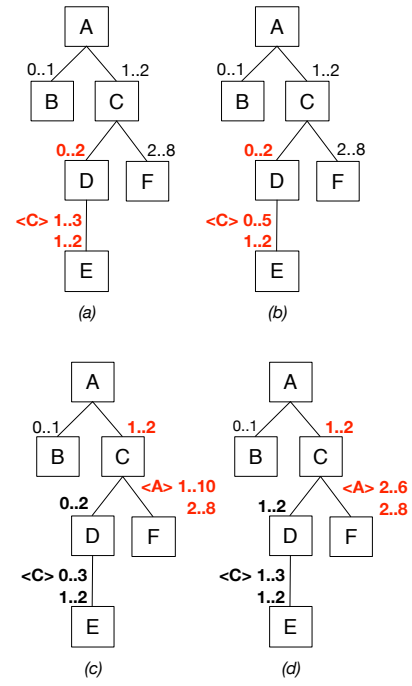 A
0..1
1..2
B
C
0..2
2..8
D
F
<C> 1..3
1..2
E
(a)
A
0..1
1..2
B
C
0..2
2..8
D
F
<C> 0..5
1..2
E
(b)
A
0..1
1..2
B
C
<A> 1..10
0..2
2..8
D
F
<C> 0..3
1..2
E
(c)
A
0..1
1..2
B
C
<A> 2..6
1..2
2..8
D
F
<C> 1..3
1..2
E
(d)